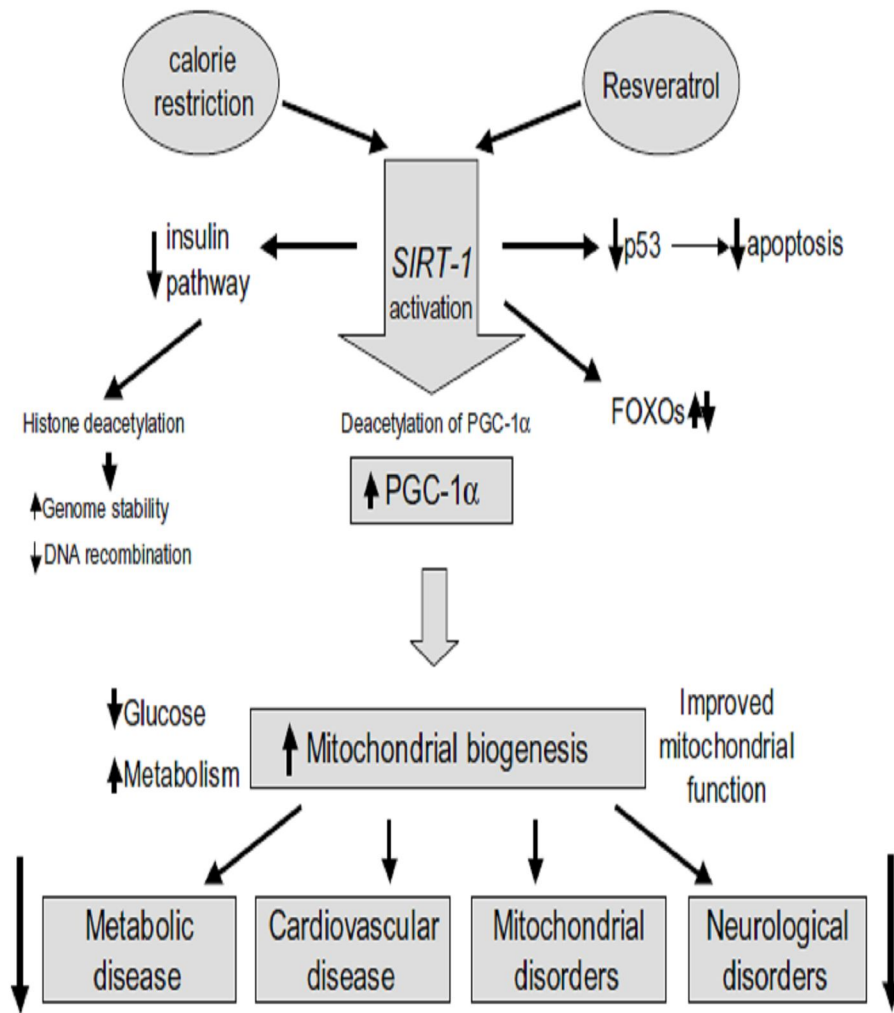 calorie
restriction
Resveratrol
insulin
pathway
SIRT-1
activation
p53
apoptosis
FOXOs
Histone deacetylation
Genome stability
DNA recombination
Deacetylation of PGC-1α
PGC-1α
Glucose
Metabolism
Mitochondrial biogenesis
Improved
mitochondrial
function
Metabolic
disease
Cardiovascular
disease
Mitochondrial
disorders
Neurological
disorders